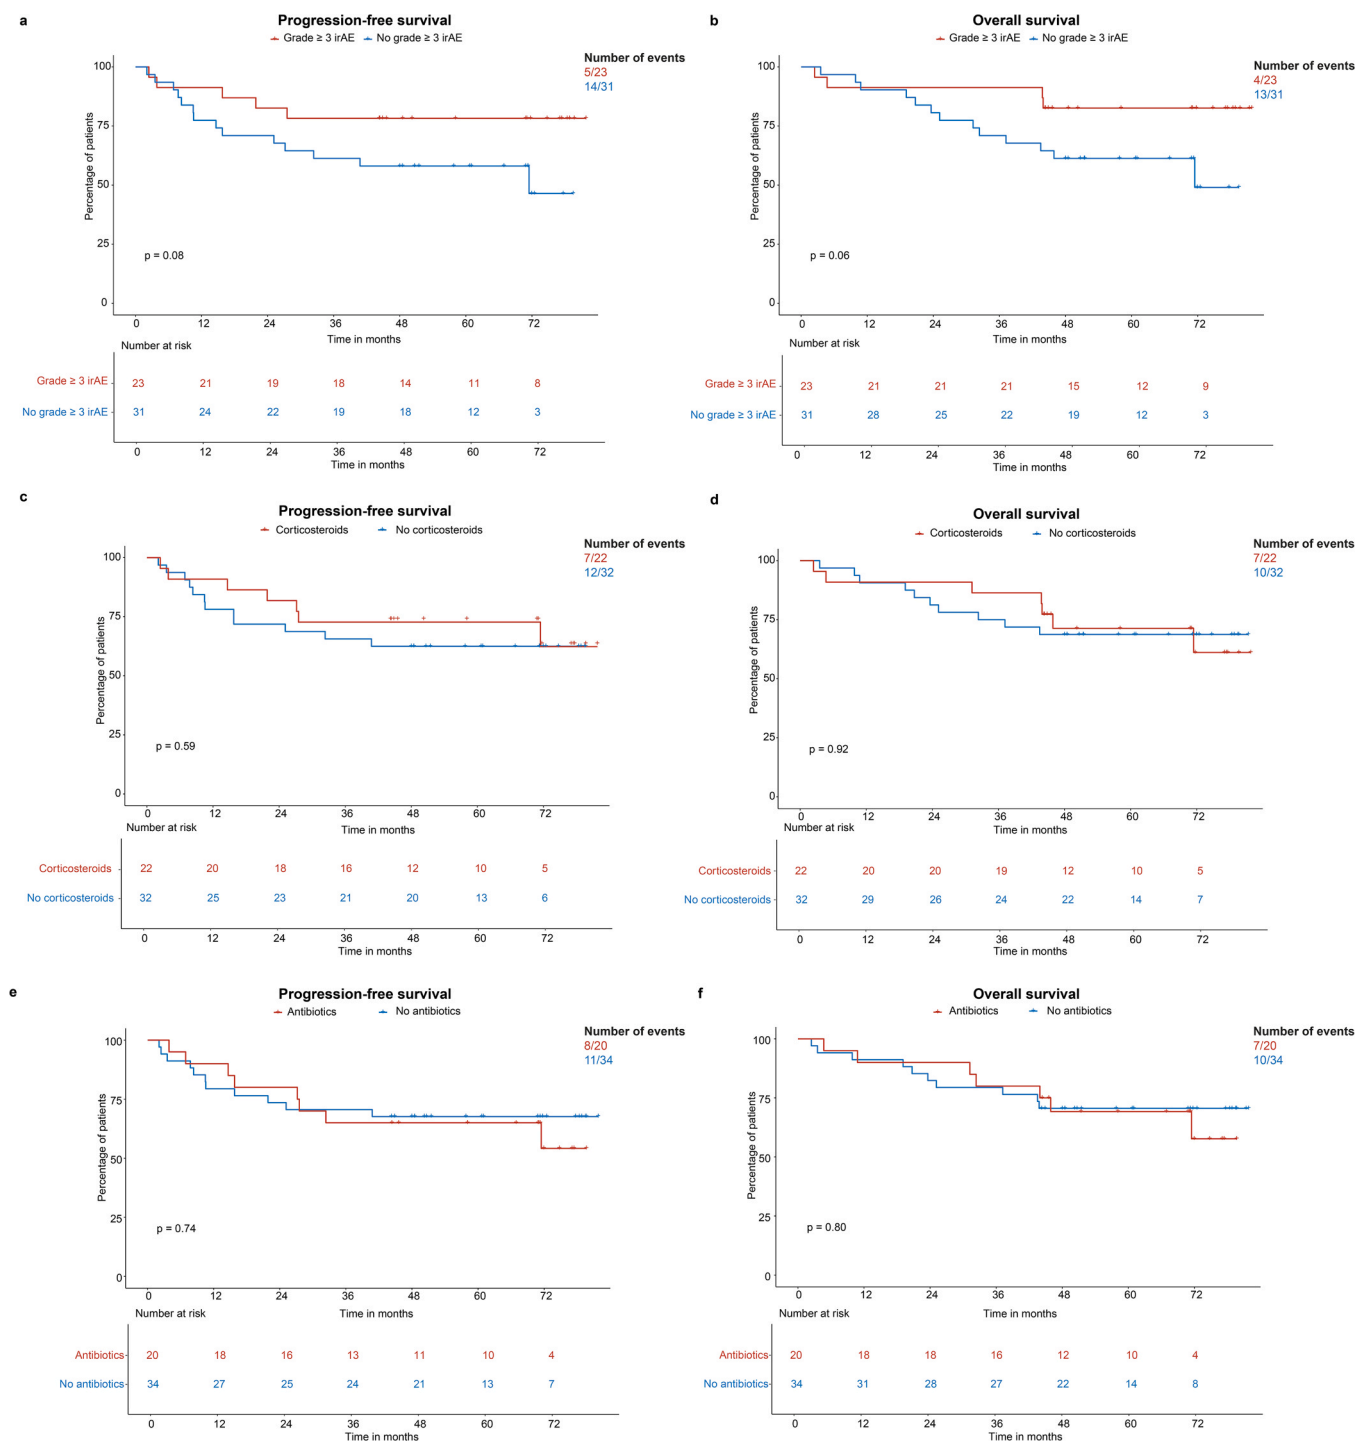 a
Progression-free survival
Grade ≥ 3 irAE No grade ≥ 3 irAE
Number of events
5/23
14/31
100
75
50
25
0
Percentage of patients
p = 0.08
0 12 24 36 48 60 72
Time in months
Number at risk
Grade ≥ 3 irAE 23 21 19 18 14 11 8
No grade ≥ 3 irAE 31 24 22 19 18 12 3
0 12 24 36 48 60 72
Time in months
b
Overall survival
Grade ≥ 3 irAE No grade ≥ 3 irAE
Number of events
4/23
13/31
100
75
50
25
0
Percentage of patients
p = 0.06
0 12 24 36 48 60 72
Time in months
Number at risk
Grade ≥ 3 irAE 23 21 21 21 15 12 9
No grade ≥ 3 irAE 31 28 25 22 19 12 3
0 12 24 36 48 60 72
Time in months
c
Progression-free survival
Corticosteroids No corticosteroids
Number of events
7/22
12/32
100
75
50
25
0
Percentage of patients
p = 0.59
0 12 24 36 48 60 72
Number at risk
Time in months
Corticosteroids 22 20 18 16 12 10 5
No corticosteroids 32 25 23 21 20 13 6
0 12 24 36 48 60 72
Time in months
d
Overall survival
Corticosteroids No corticosteroids
Number of events
7/22
10/32
100
75
50
25
0
Percentage of patients
p = 0.92
0 12 24 36 48 60 72
Number at risk
Time in months
Corticosteroids 22 20 20 19 12 10 5
No corticosteroids 32 29 26 24 22 14 7
0 12 24 36 48 60 72
Time in months
e
Progression-free survival
Antibiotics No antibiotics
Number of events
8/20
11/34
100
75
50
25
0
Percentage of patients
p = 0.74
0 12 24 36 48 60 72
Number at risk
Time in months
Antibiotics 20 18 16 13 11 10 4
No antibiotics 34 27 25 24 21 13 7
0 12 24 36 48 60 72
Time in months
f
Overall survival
Antibiotics No antibiotics
Number of events
7/20
10/34
100
75
50
25
0
Percentage of patients
p = 0.80
0 12 24 36 48 60 72
Number at risk
Time in months
Antibiotics 20 18 18 16 12 10 4
No antibiotics 34 31 28 27 22 14 8
0 12 24 36 48 60 72
Time in months